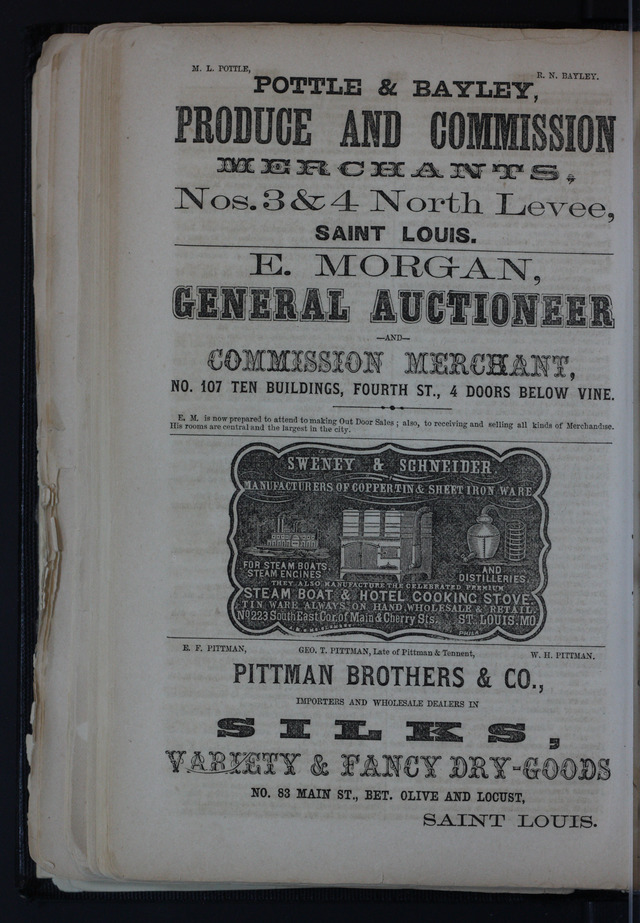 M. L. POTTLE,
R. N. BAYLEY.
POTTLE & BAYLEY,
PRODUCE AND COMMISSION
MERCHANTS,
Nos. 3 & 4 North Levee,
SAINT LOUIS.
E. MORGAN,
GENERAL AUCTIONEER
—AND—
COMMISSION MERCHANT,
NO. 107 TEN BUILDINGS, FOURTH ST., 4 DOORS BELOW VINE.
E. M. is now prepared to attend to making Out Door Sales; also, to receiving and selling all kinds of Merchandise.
His rooms are central and the largest in the city.
SWENEY & SCHNEIDER.
MANUFACTURERS OF COPPER TIN & SHEET IRON WARE
FOR STEAM BOATS,
STEAM ENGINES
AND
DISTILLERIES.
THEY ALSO MANUFACTURE THE CELEBRATED PREMIUM
STEAM BOAT & HOTEL COOKING STOVE
TIN WARE ALWAYS ON HAND WHOLESALE & RETAIL.
No 223 South East Cor. of Main & Cherry Sts. ST. LOUIS. MO.
PHILA
E. F. PITTMAN,
GEO. T. PITTMAN, Late of Pittman & Tennent,
W. H. PITTMAN.
PITTMAN BROTHERS & CO.,
IMPORTERS AND WHOLESALE DEALERS IN
SILKS,
VARIETY & FANCY DRY-GOODS
NO. 83 MAIN ST., BET. OLIVE AND LOCUST,
SAINT LOUIS.